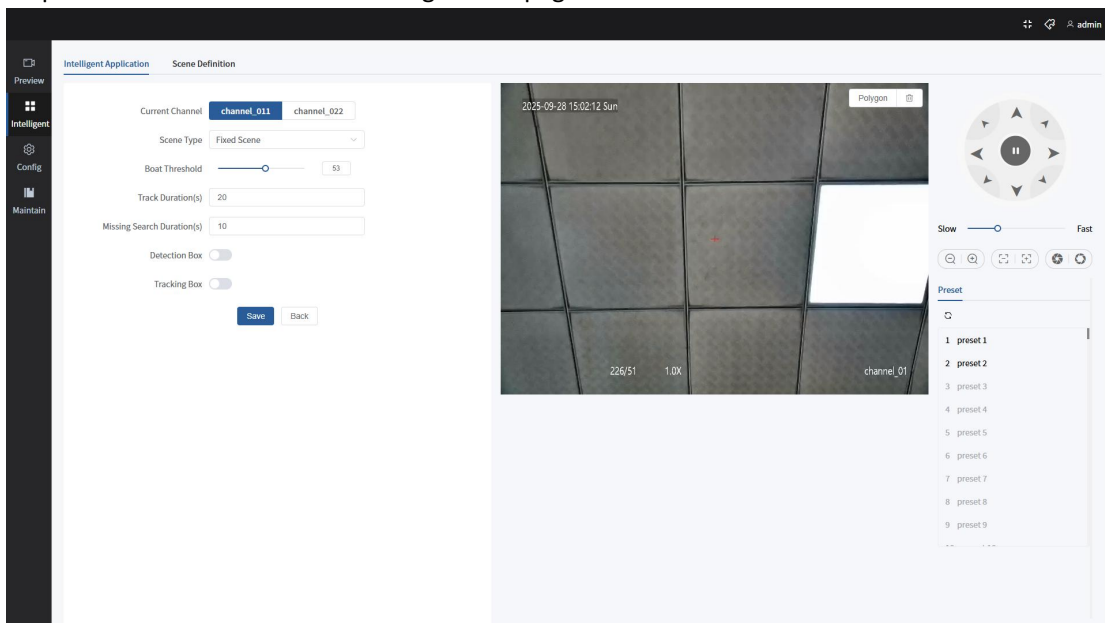 admin
Preview
Intelligent
Config
Maintain
Intelligent Application Scene Definition
Current Channel channel_011 channel_022
Scene Type Fixed Scene
Boat Threshold 53
Track Duration(s) 20
Missing Search Duration(s) 10
Detection Box
Tracking Box
Save Back
2025-09-28 15:02:12 Sun
Polygon
226/51 1.0X channel_01
Slow Fast
Preset
1 preset 1
2 preset 2
3 preset 3
4 preset 4
5 preset 5
6 preset 6
7 preset 7
8 preset 8
9 preset 9